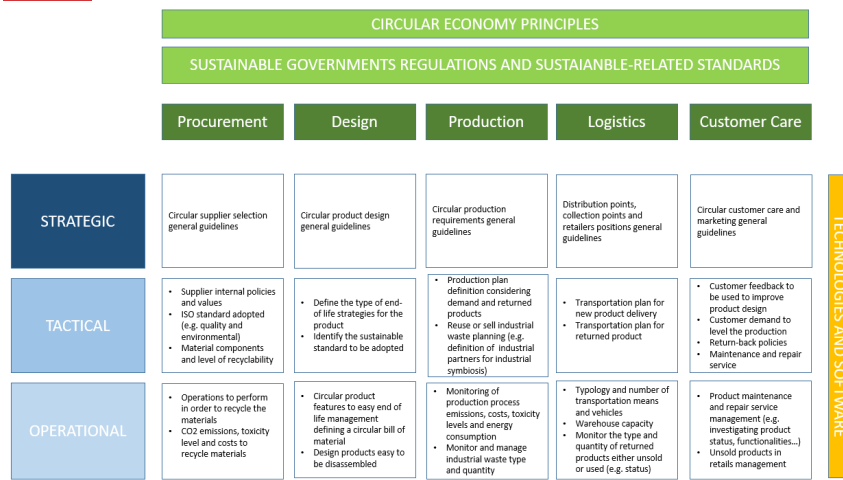 CIRCULAR ECONOMY PRINCIPLES
SUSTAINABLE GOVERNMENTS REGULATIONS AND SUSTAIANBLE-RELATED STANDARDS
Procurement
Design
Production
Logistics
Customer Care
STRATEGIC
Circular supplier selection
general guidelines
Circular product design
general guidelines
Circular production
requirements general
guidelines
Distribution points,
collection points and
retailers positions general
guidelines
Circular customer care and
marketing general
guidelines
TACTICAL
• Supplier internal policies
and values
• ISO standard adopted
(e.g. quality and
environmental)
• Material components
and level of recyclability
• Define the type of end-
of life strategies for the
product
• Identify the sustainable
standard to be adopted
• Production plan
definition considering
demand and returned
products
• Reuse or sell industrial
waste planning (e.g.
definition of industrial
partners for industrial
symbiosis)
• Transportation plan for
new product delivery
• Transportation plan for
returned product
• Customer feedback to
be used to improve
product design
• Customer demand to
level the production
• Return-back policies
• Maintenance and repair
service
OPERATIONAL
• Operations to perform
in order to recycle the
materials
• CO2 emissions, toxicity
level and costs to
recycle materials
• Circular product
features to easy end of
life management
defining a circular bill of
material
• Design products easy to
be disassembled
• Monitoring of
production process
emissions, costs, toxicity
levels and energy
consumption
• Monitor and manage
industrial waste type
and quantity
• Typology and number of
transportation means
and vehicles
• Warehouse capacity
• Monitor the type and
quantity of returned
products either unsold
or used (e.g. status)
• Product maintenance
and repair service
management (e.g.
investigating product
status, functionalities...)
• Unsold products in
retails management
TECHNOLOGIES AND SOFTWARE